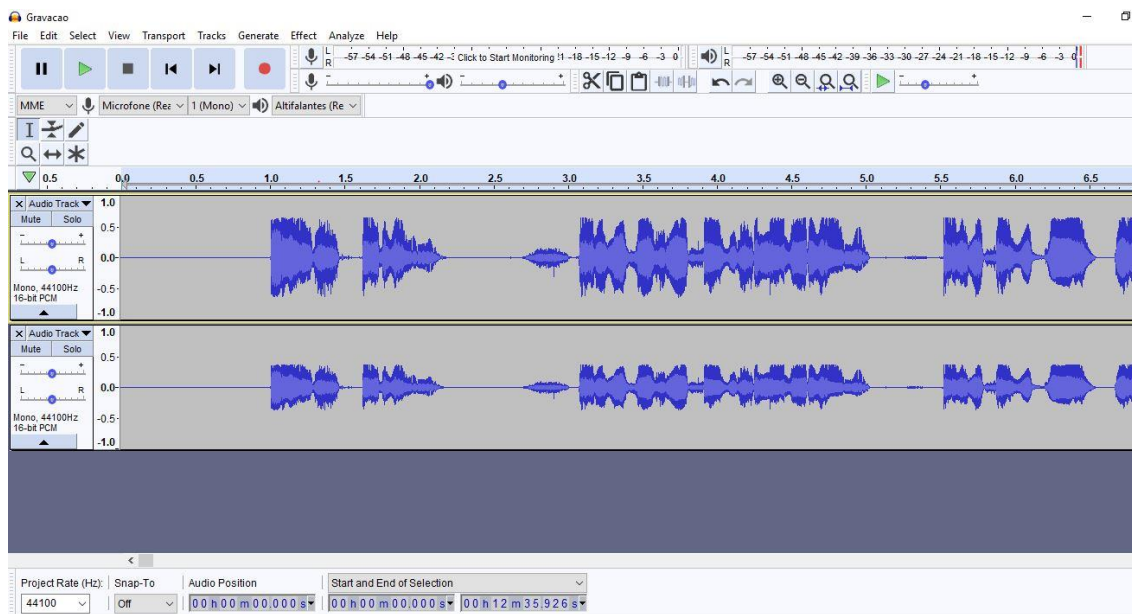 Gravacao
File Edit Select View Transport Tracks Generate Effect Analyze Help
L R -57 -54 -51 -48 -45 -42 -3 Click to Start Monitoring !1 -18 -15 -12 -9 -6 -3 0 L R -57 -54 -51 -48 -45 -42 -39 -36 -33 -30 -27 -24 -21 -18 -15 -12 -9 -6 -3 0
MME Microfone (Rea 1 (Mono) Altifalantes (Re
0.5 0.0 0.5 1.0 1.5 2.0 2.5 3.0 3.5 4.0 4.5 5.0 5.5 6.0 6.5
Audio Track 1.0
Mute Solo 0.5
- +
L R 0.0
Mono, 44100Hz -0.5
16-bit PCM
-1.0
Audio Track 1.0
Mute Solo 0.5
- +
L R 0.0
Mono, 44100Hz -0.5
16-bit PCM
-1.0
Project Rate (Hz): Snap-To Audio Position Start and End of Selection
44100 Off 00 h 00 m 00.000 s 00 h 00 m 00.000 s 00 h 12 m 35.926 s